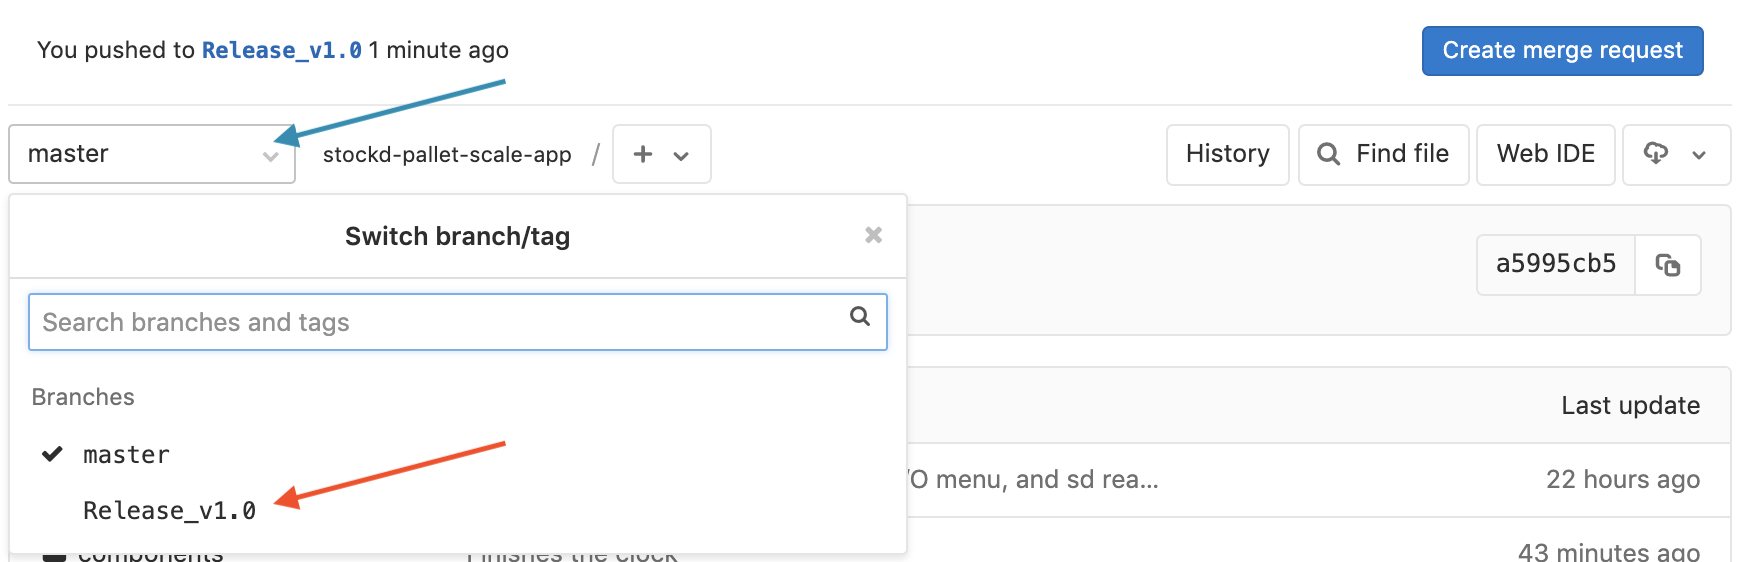 You pushed to Release_v1.0 1 minute ago
Create merge request
master
stockd-pallet-scale-app /
History
Find file
Web IDE
Switch branch/tag
a5995cb5
Search branches and tags
Branches
Last update
master
/O menu, and sd rea...
22 hours ago
Release_v1.0
components
Finishes the clock
43 minutes ago